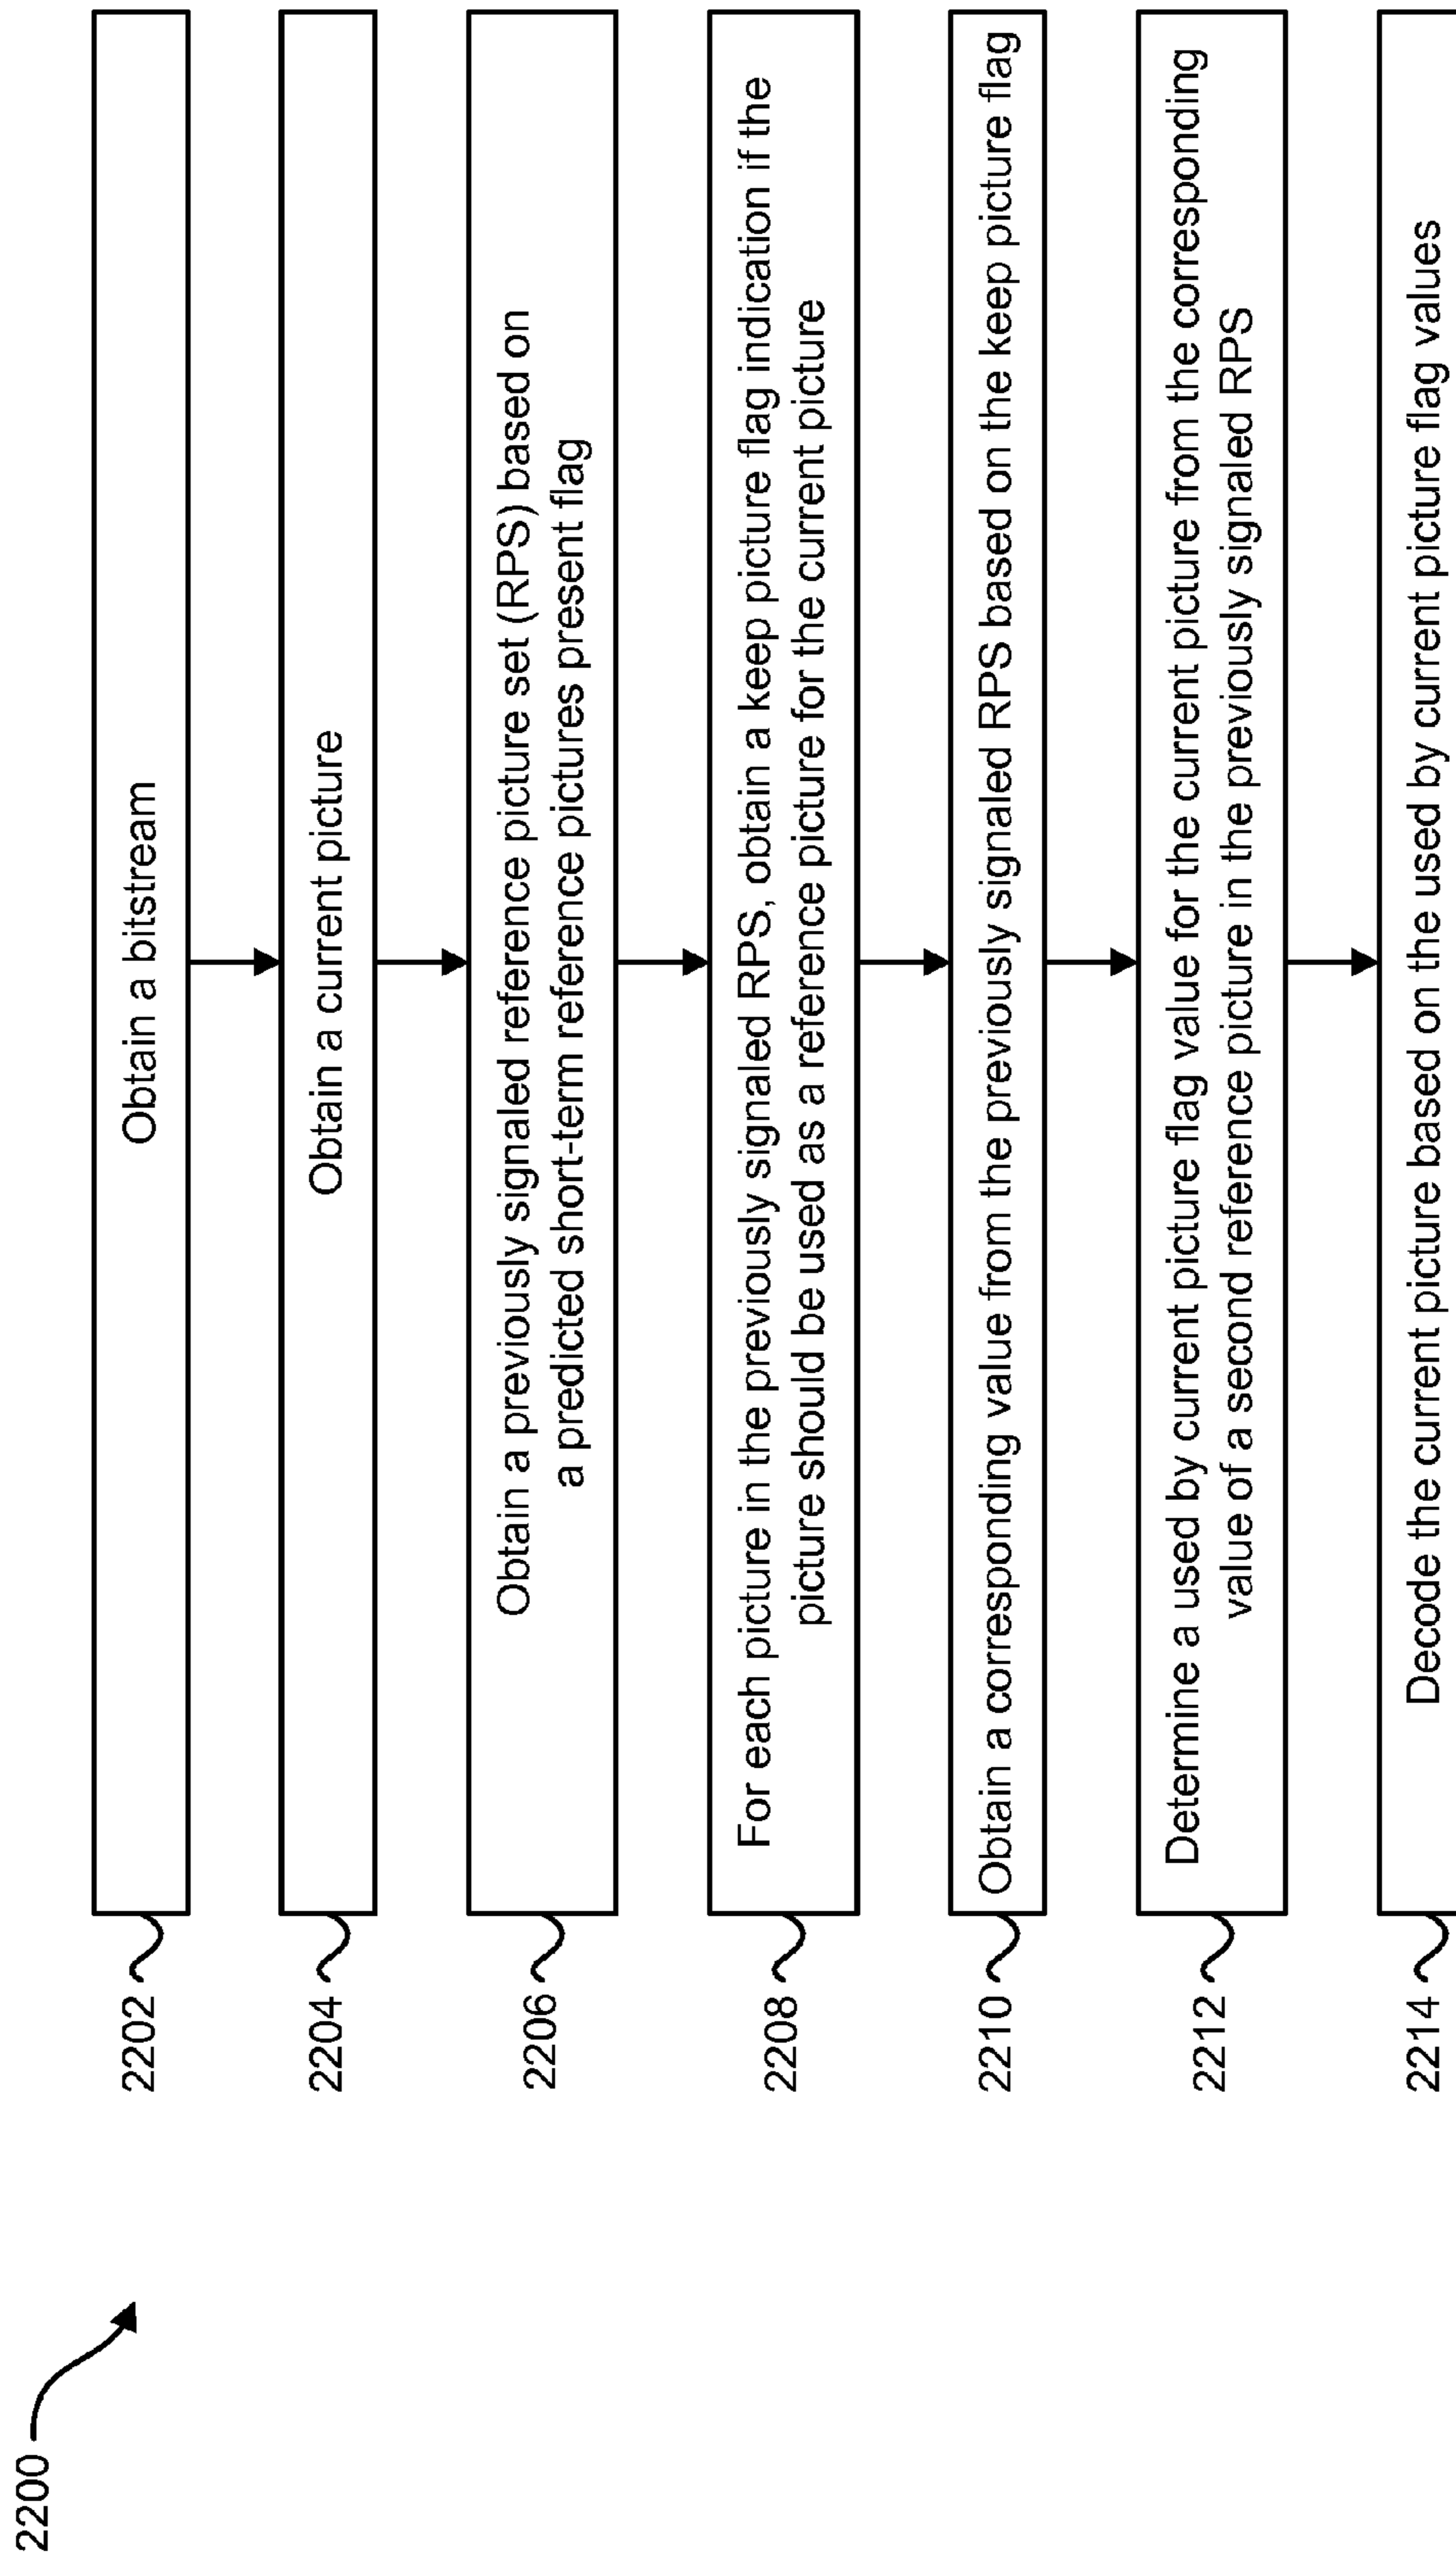 2200
2202
Obtain a bitstream
2204
Obtain a current picture
2206
Obtain a previously signaled reference picture set (RPS) based on
a predicted short-term reference pictures present flag
2208
For each picture in the previously signaled RPS, obtain a keep picture flag indication if the
picture should be used as a reference picture for the current picture
2210
Obtain a corresponding value from the previously signaled RPS based on the keep picture flag
2212
Determine a used by current picture flag value for the current picture from the corresponding
value of a second reference picture in the previously signaled RPS
2214
Decode the current picture based on the used by current picture flag values